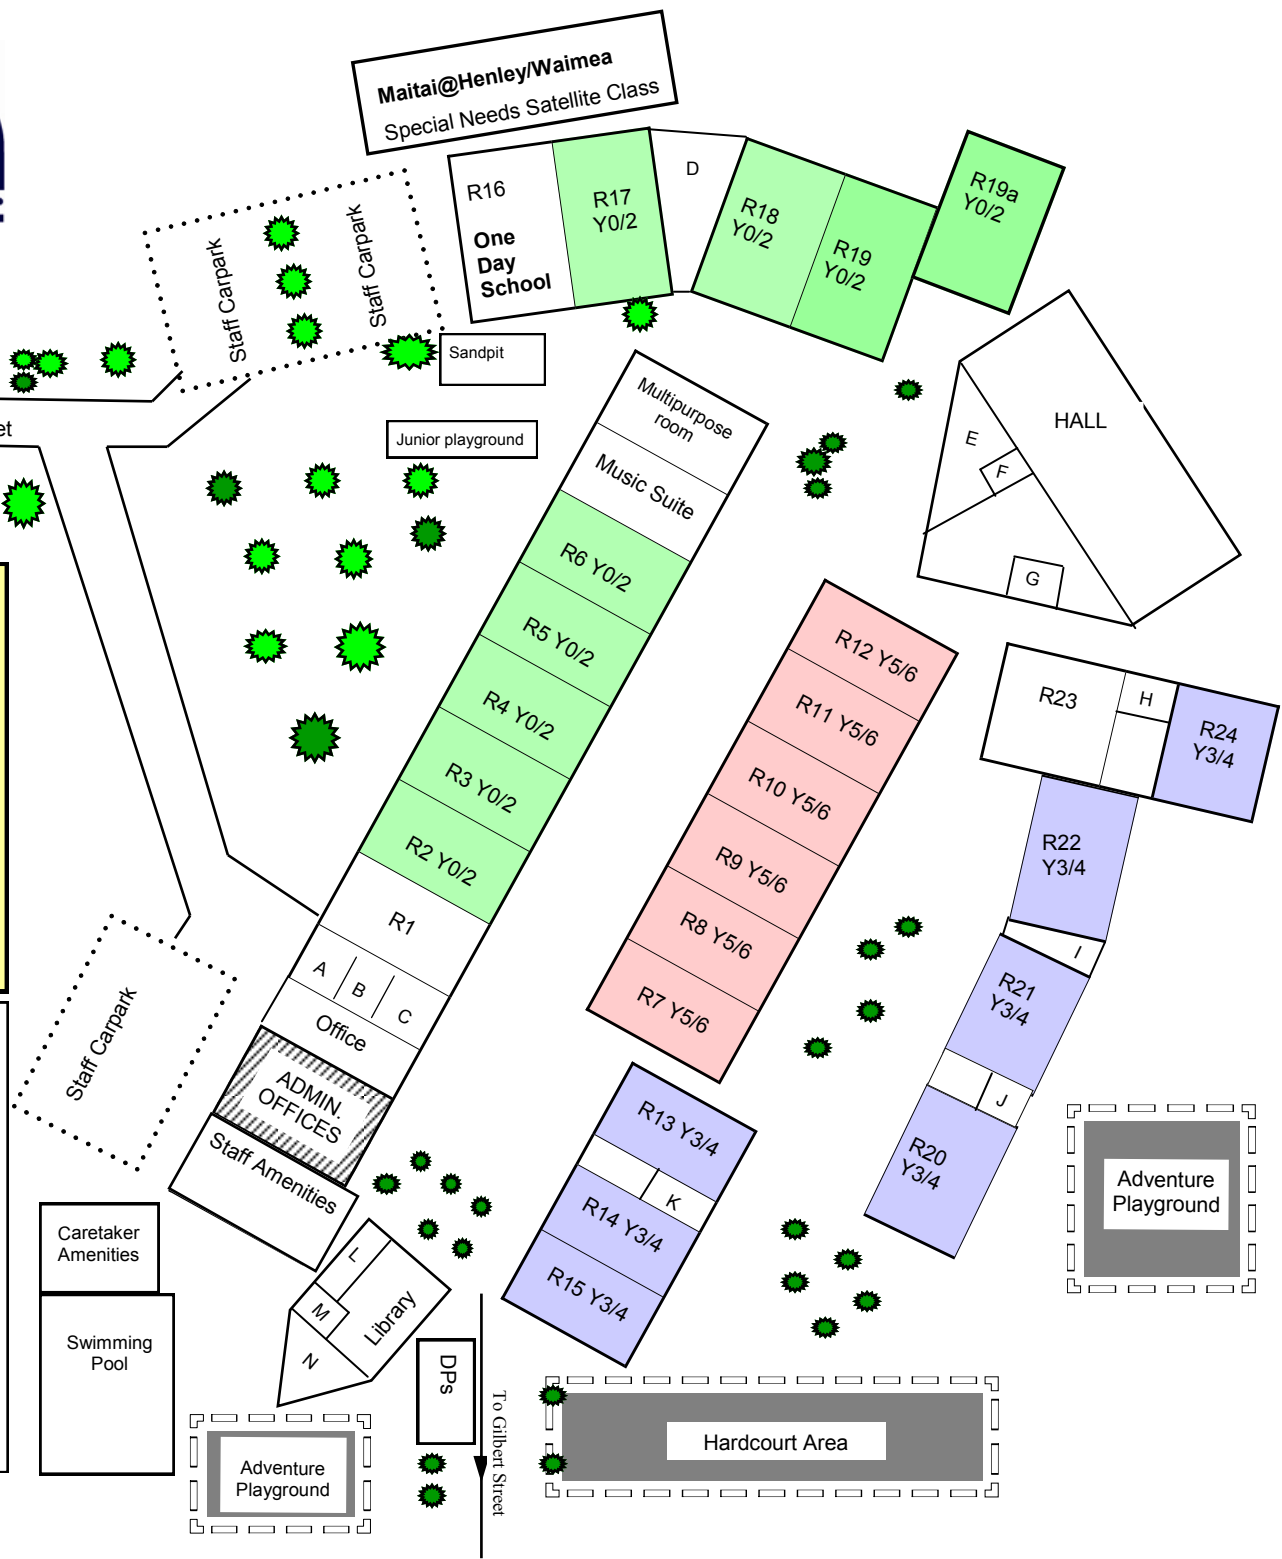 Maitai@Henley/Waimea
Special Needs Satellite Class
R16
One
Day
School
R17
Y0/2
D
R18
Y0/2
R19
Y0/2
R19a
Y0/2
Staff Carpark
Staff Carpark
Sandpit
Junior playground
et
Multipurpose
room
Music Suite
R6 Y0/2
R5 Y0/2
R4 Y0/2
R3 Y0/2
R2 Y0/2
R1
A
B
C
Office
ADMIN.
OFFICES
Staff Amenities
HALL
E
F
G
R12 Y5/6
R11 Y5/6
R10 Y5/6
R9 Y5/6
R8 Y5/6
R7 Y5/6
R23
H
R24
Y3/4
R22
Y3/4
I
R21
Y3/4
J
R20
Y3/4
R13 Y3/4
K
R14 Y3/4
R15 Y3/4
Staff Carpark
Caretaker
Amenities
Swimming
Pool
L
M
N
Library
DPs
To Gilbert Street
Adventure
Playground
Hardcourt Area
Adventure
Playground